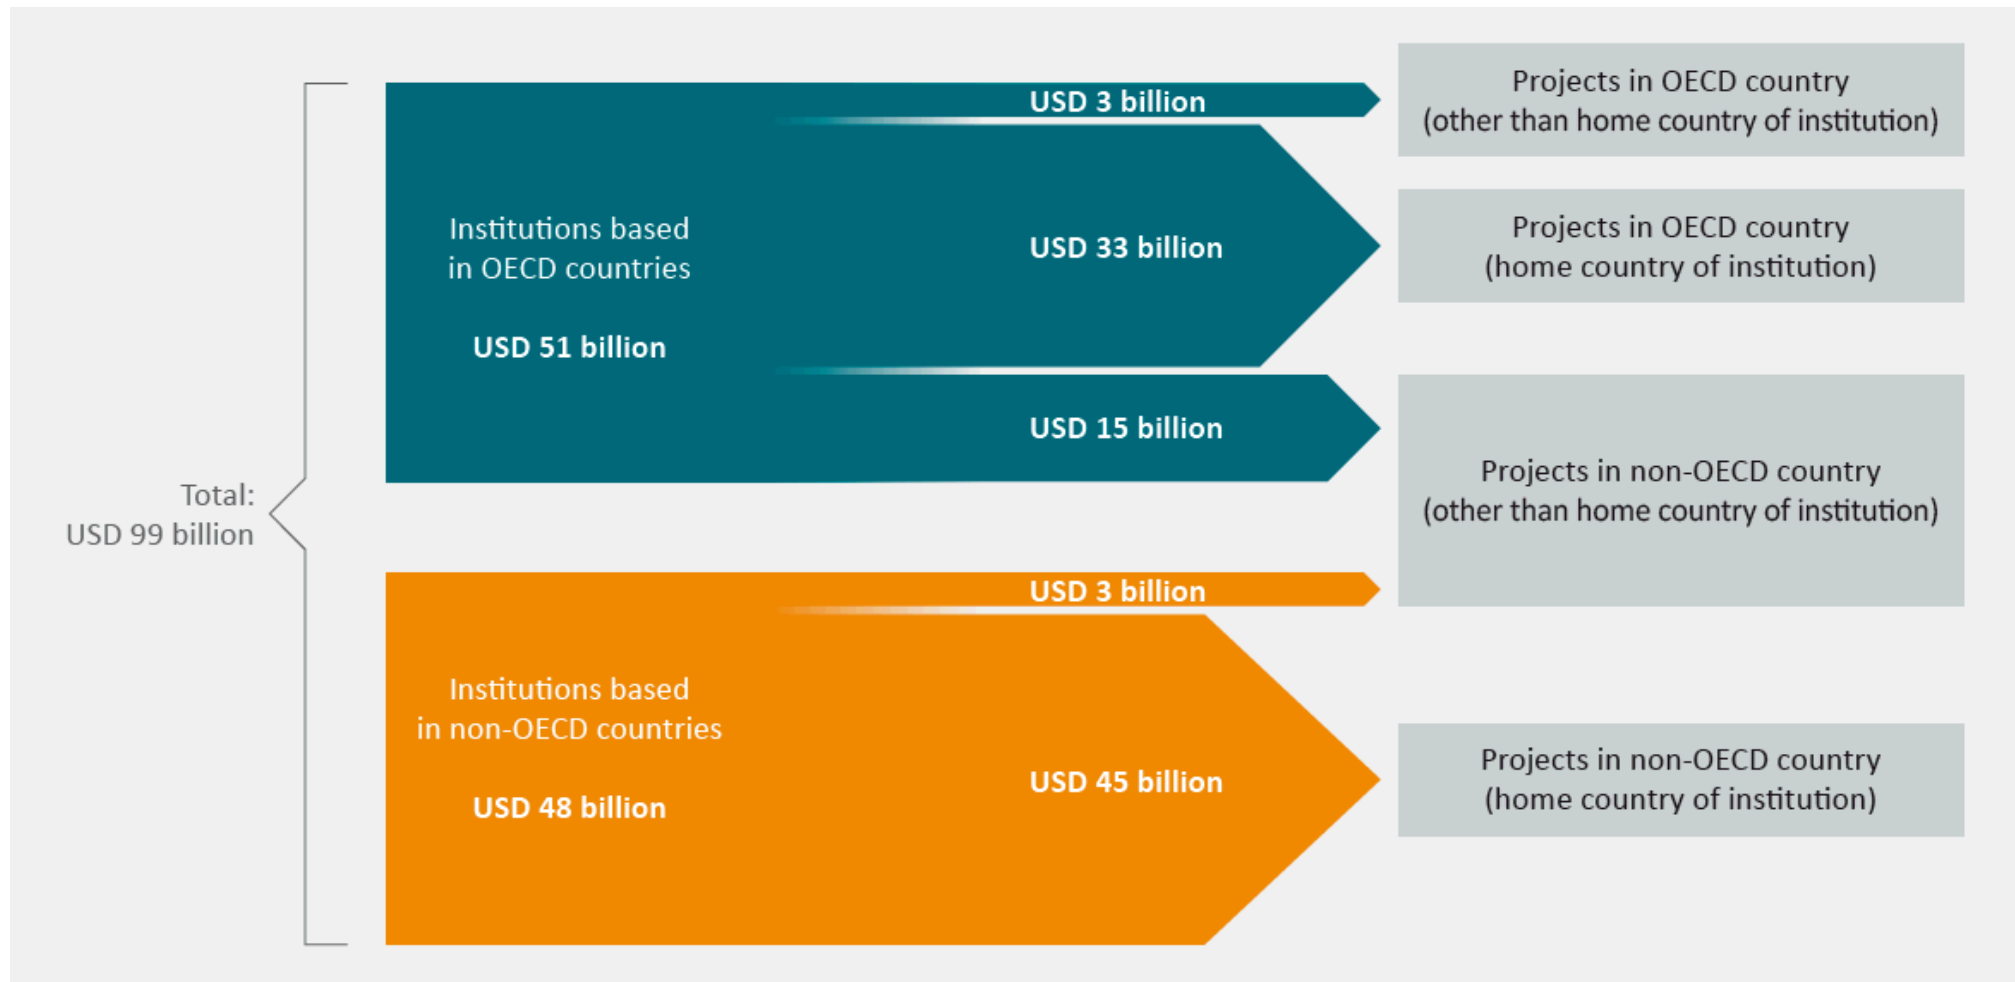 Total:
USD 99 billion
Institutions based
in OECD countries
USD 51 billion
USD 3 billion
USD 33 billion
USD 15 billion
Projects in OECD country
(other than home country of institution)
Projects in OECD country
(home country of institution)
Projects in non-OECD country
(other than home country of institution)
Institutions based
in non-OECD countries
USD 48 billion
USD 3 billion
USD 45 billion
Projects in non-OECD country
(home country of institution)